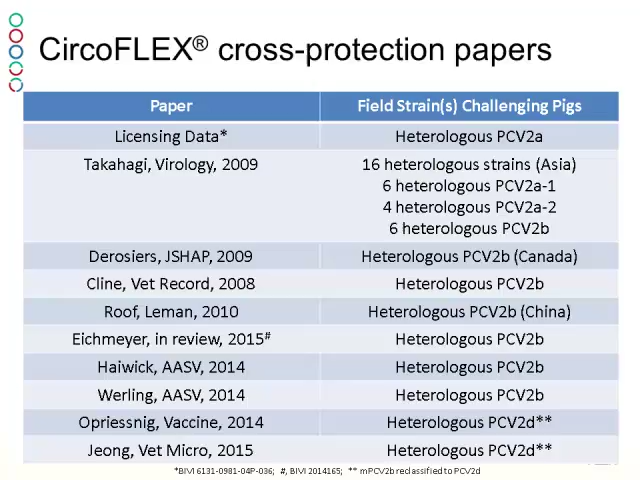 CircoFLEX® cross-protection papers
Paper Field Strain(s) Challenging Pigs
Licensing Data* Heterologous PCV2a
Takahagi, Virology, 2009 16 heterologous strains (Asia)
6 heterologous PCV2a-1
4 heterologous PCV2a-2
6 heterologous PCV2b
Derosiers, JSHAP, 2009 Heterologous PCV2b (Canada)
Cline, Vet Record, 2008 Heterologous PCV2b
Roof, Leman, 2010 Heterologous PCV2b (China)
Eichmeyer, in review, 2015# Heterologous PCV2b
Haiwick, AASV, 2014 Heterologous PCV2b
Werling, AASV, 2014 Heterologous PCV2b
Opriessnig, Vaccine, 2014 Heterologous PCV2d**
Jeong, Vet Micro, 2015 Heterologous PCV2d**
*BIVI 6131-0981-04P-036; #, BIVI 2014165; ** mPCV2b reclassified to PCV2d